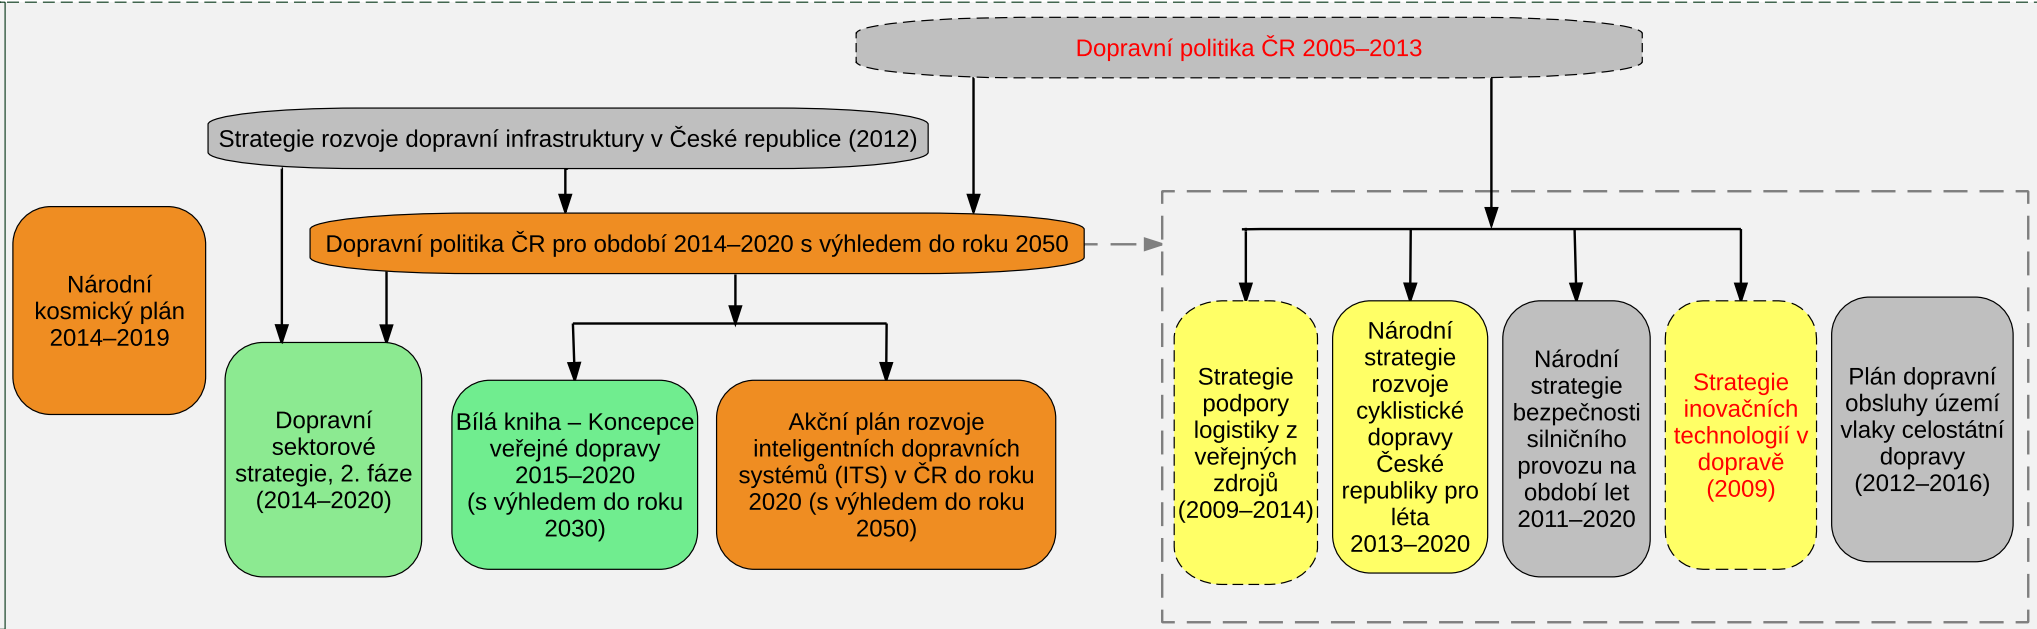 Dopravní politika ČR 2005–2013
Strategie rozvoje dopravní infrastruktury v České republice (2012)
Dopravní politika ČR pro období 2014–2020 s výhledem do roku 2050
Národní
kosmický plán
2014–2019
Dopravní
sektorové
strategie, 2. fáze
(2014–2020)
Bílá kniha – Koncepce
veřejné dopravy
2015–2020
(s výhledem do roku
2030)
Akční plán rozvoje
inteligentních dopravních
systémů (ITS) v ČR do roku
2020 (s výhledem do roku
2050)
Strategie
podpory
logistiky z
veřejných
zdrojů
(2009–2014)
Národní
strategie
rozvoje
cyklistické
dopravy
České
republiky pro
léta
2013–2020
Národní
strategie
bezpečnosti
silničního
provozu na
období let
2011–2020
Strategie
inovačních
technologií v
dopravě
(2009)
Plán dopravní
obsluhy území
vlaky celostátní
dopravy
(2012–2016)